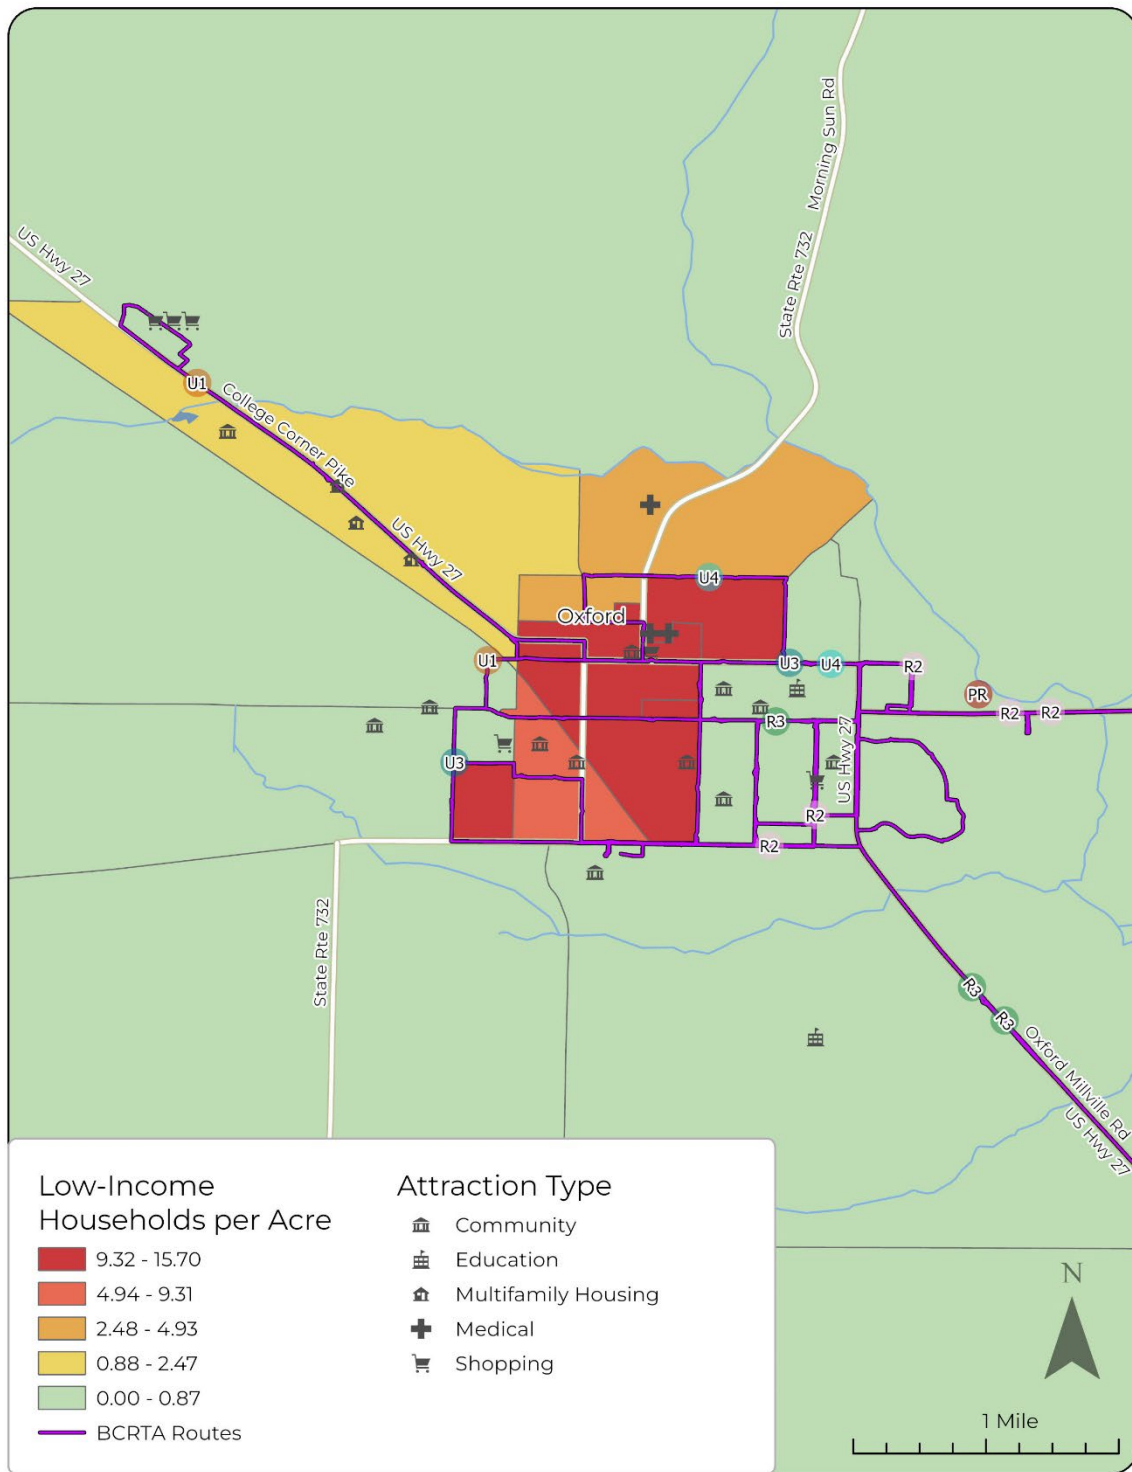 Morning Sun Rd
State Rte 732
US Hwy 27
U1
College Corner Pike
US Hwy 27
U4
Oxford
U1
U3
U4
R2
PR
R2
R2
R3
US Hwy 27
U3
R2
R2
State Rte 732
R3
R3
Oxford Millville Rd
US Hwy 27
Low-Income
Households per Acre
9.32 - 15.70
4.94 - 9.31
2.48 - 4.93
0.88 - 2.47
0.00 - 0.87
BCRTA Routes
Attraction Type
Community
Education
Multifamily Housing
Medical
Shopping
N
1 Mile